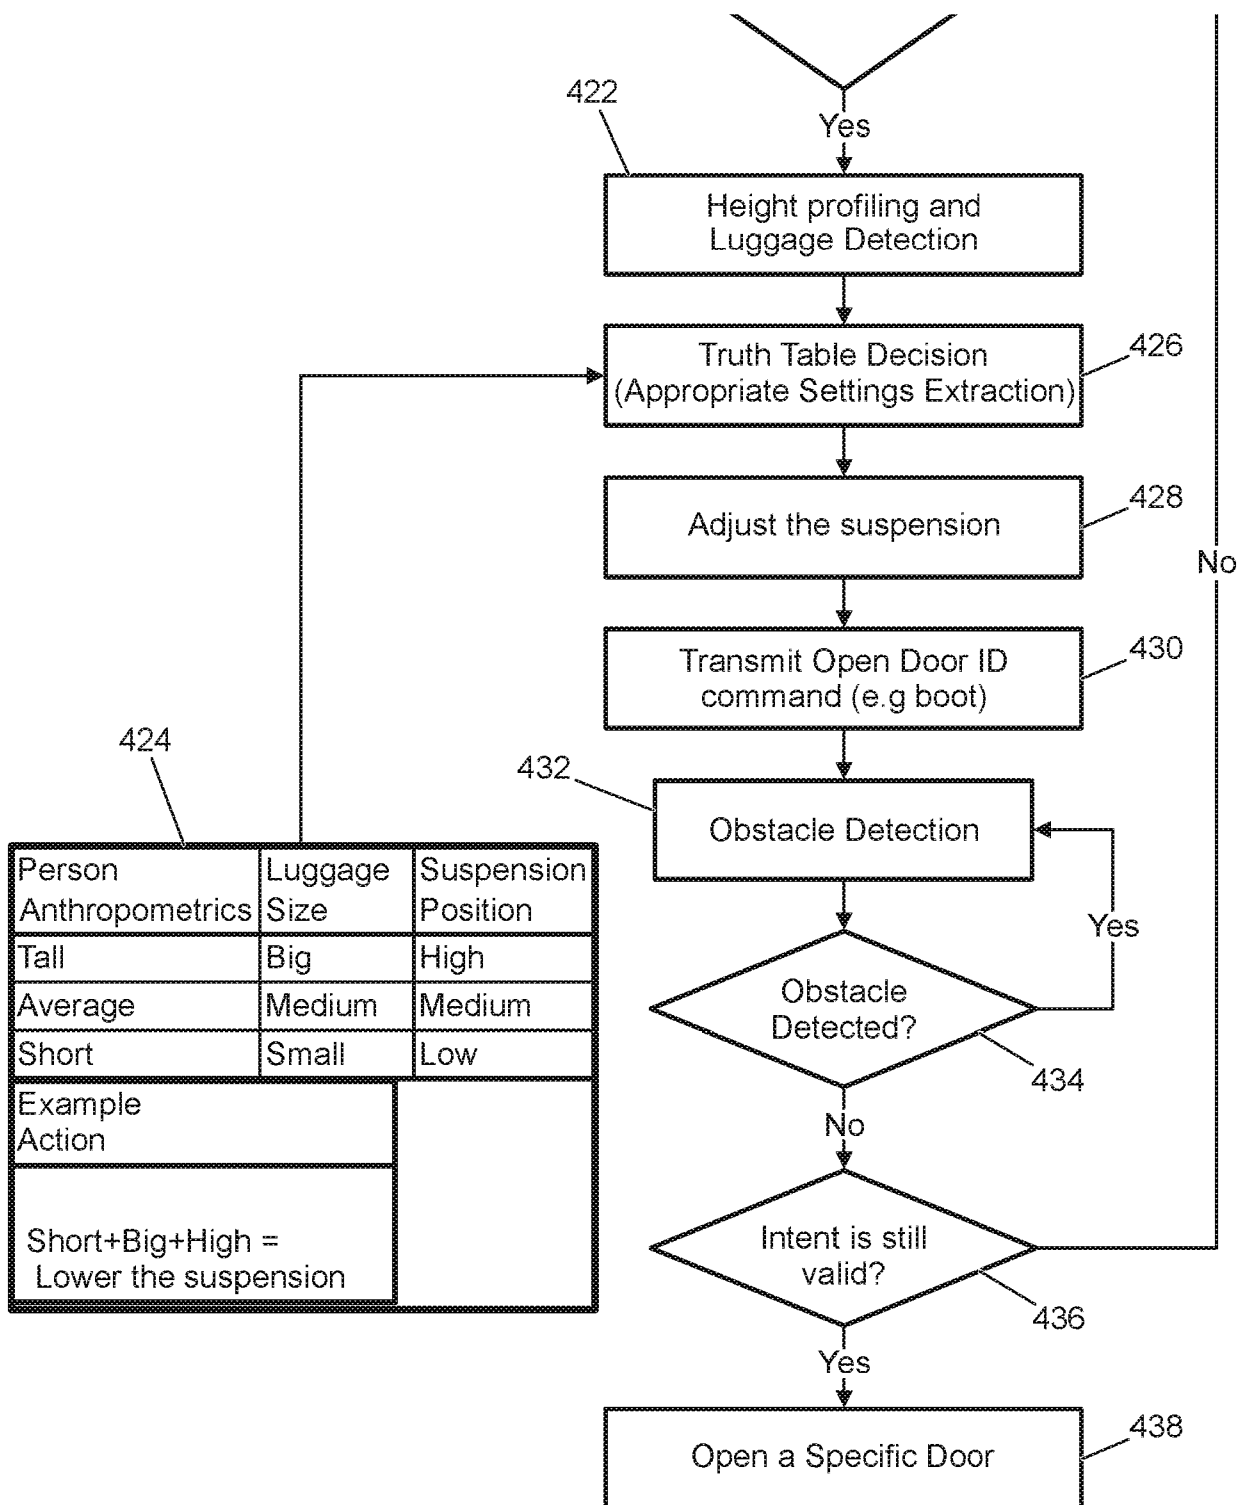 422
Yes
Height profiling and
Luggage Detection
Truth Table Decision
(Appropriate Settings Extraction)
426
Adjust the suspension
428
No
Transmit Open Door ID
command (e.g boot)
430
424
432
Obstacle Detection
Yes
Person Anthropometrics
Luggage Size
Suspension Position
Tall Big High
Average Medium Medium
Short Small Low
Example
Action
Short+Big+High =
Lower the suspension
Obstacle
Detected?
434
No
Intent is still
valid?
436
Yes
Open a Specific Door
438